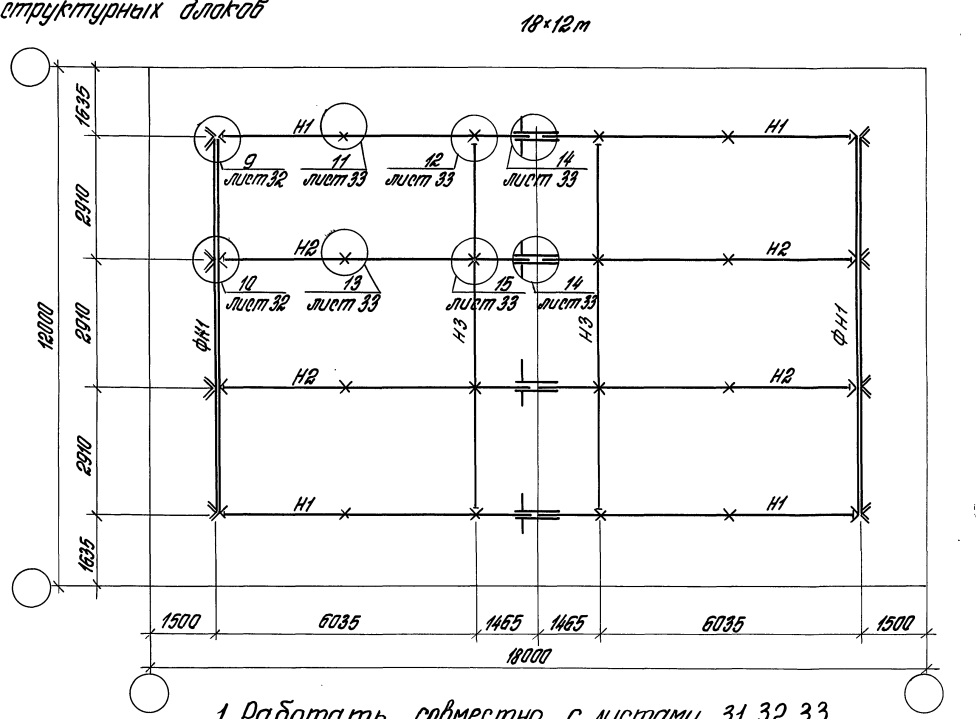 структурных блоков
18×12м
1635
2910
2910
2910
1635
12000
Н1
Н1
9
лист 32
11
лист 33
12
лист 33
14
лист 33
Н2
Н2
10
лист 32
13
лист 33
15
лист 33
14
лист 33
ФН1
Н3
Н3
ФН1
Н2
Н2
Н1
Н1
1500
6035
1465
1465
6035
1500
18000
1. Работать совместно с листами 31,32,33